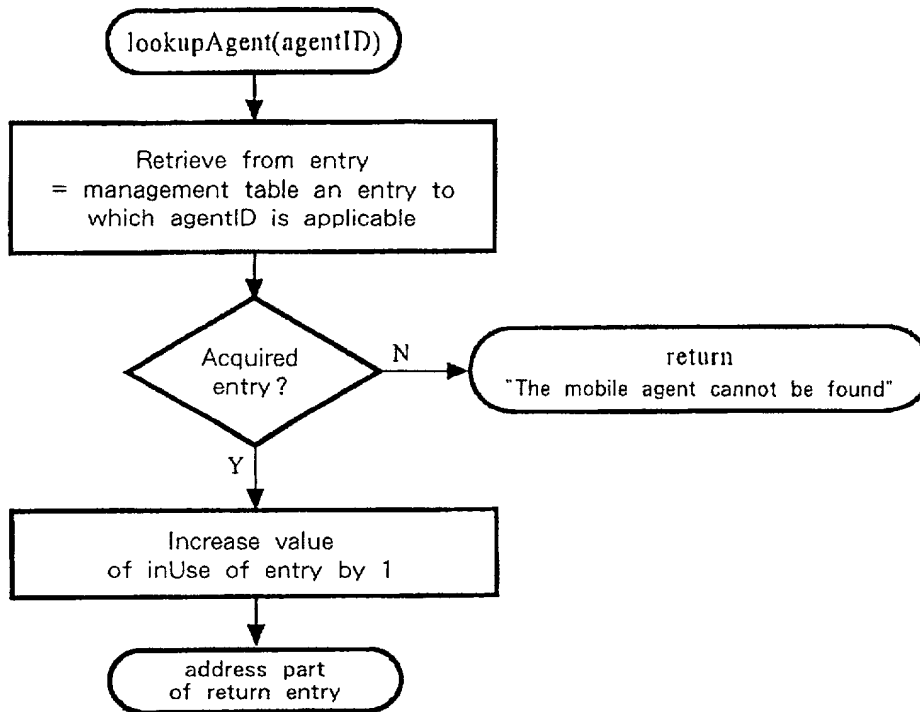 lookupAgent(agentID)
Retrieve from entry
= management table an entry to
which agentID is applicable
Acquired
entry?
N
return
"The mobile agent cannot be found"
Y
Increase value
of inUse of entry by 1
address part
of return entry